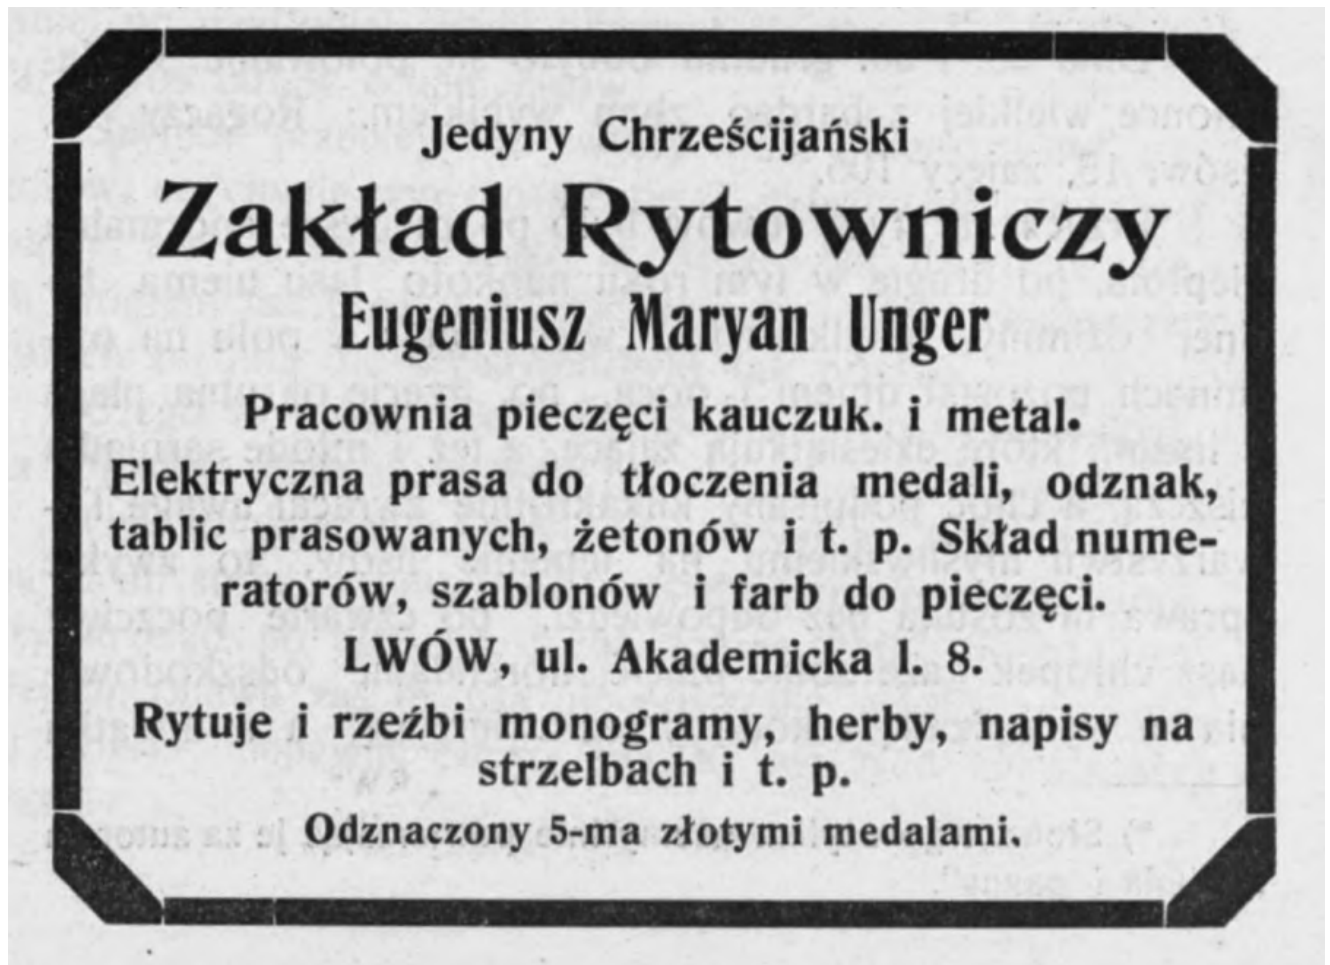 Jedyny Chrześcijański
Zakład Rytowniczy
Eugeniusz Maryan Unger
Pracownia pieczęci kauczuk. i metal.
Elektryczna prasa do tłoczenia medali, odznak,
tablic prasowanych, żetonów i t. p. Skład nume-
ratorów, szablonów i farb do pieczęci.
LWÓW, ul. Akademicka l. 8.
Rytuje i rzeźbi monogramy, herby, napisy na
strzelbach i t. p.
Odznaczony 5-ma złotymi medalami.